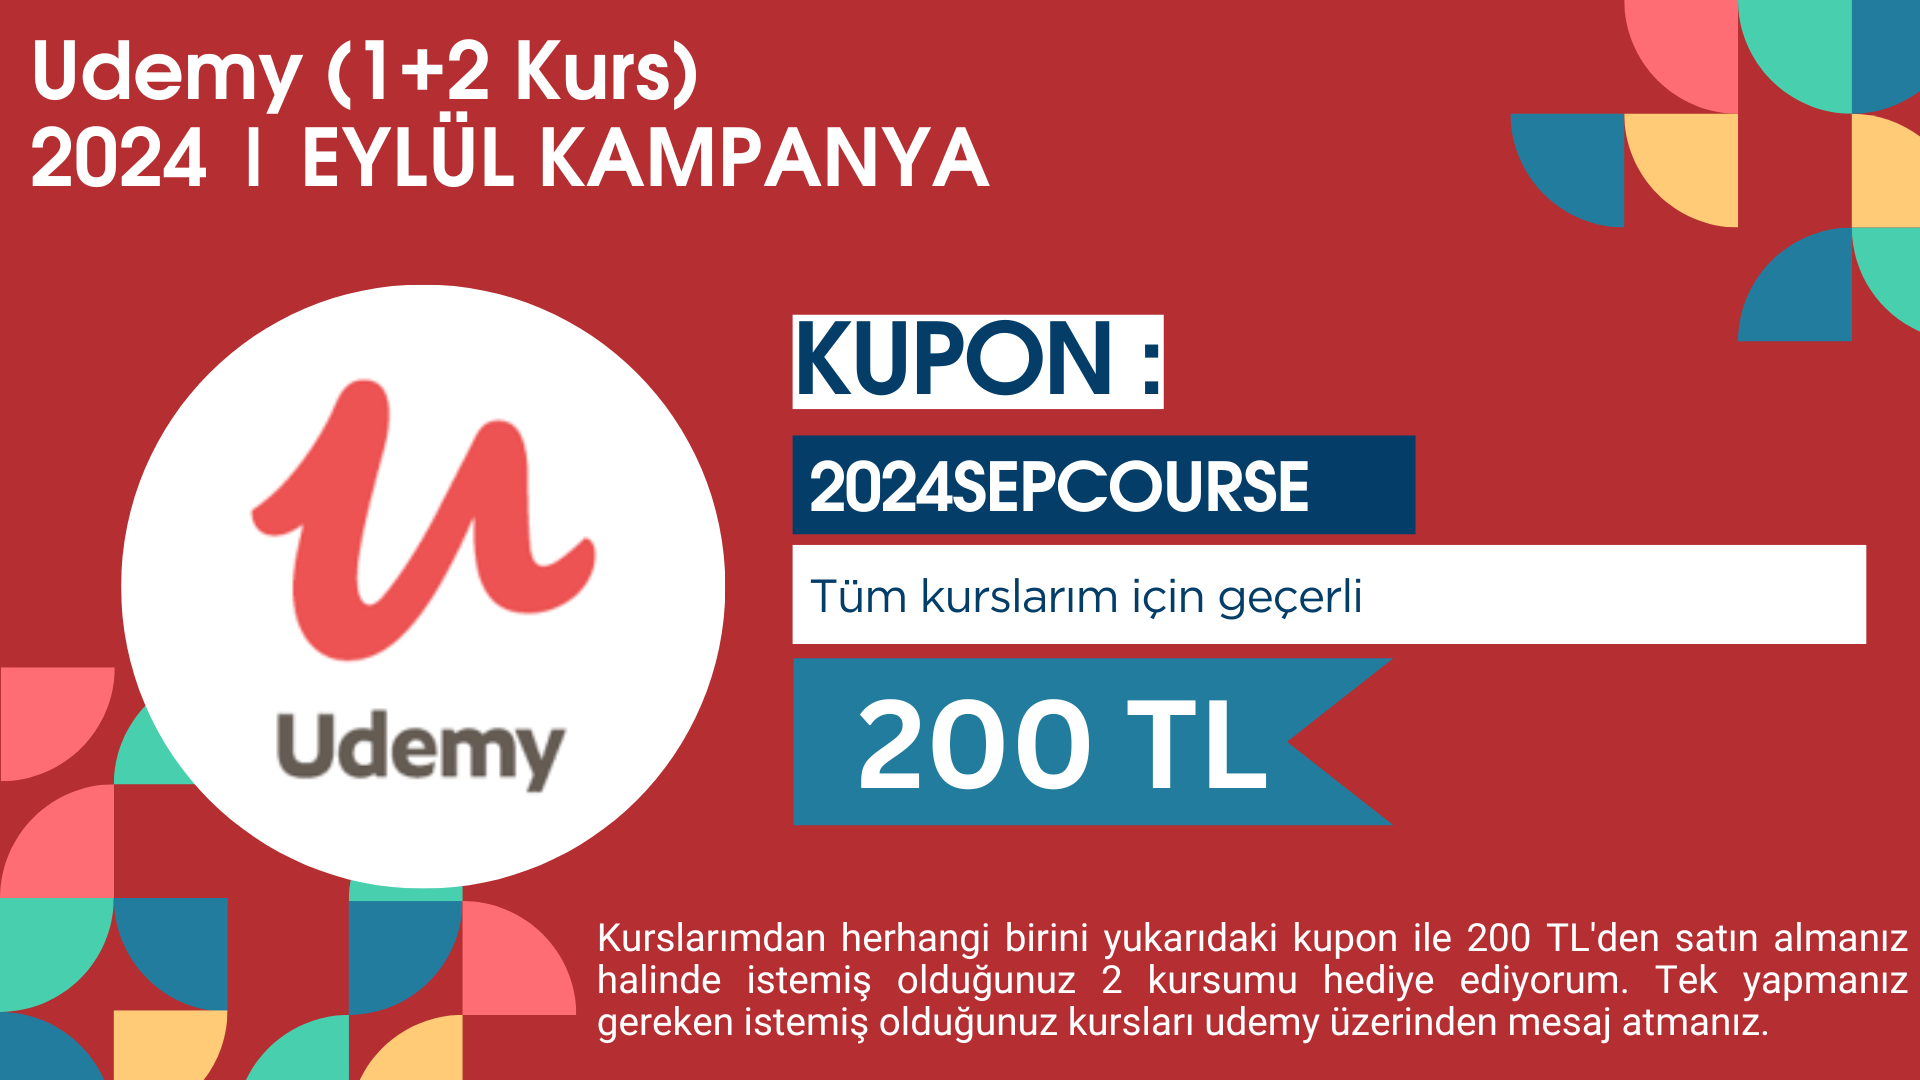 Udemy (1+2 Kurs)
2024 | EYLÜL KAMPANYA
KUPON :
2024SEPCOURSE
Tüm kurslarım için geçerli
Udemy
200 TL
Kurslarımdan herhangi birini yukarıdaki kupon ile 200 TL'den satın almanız
halinde istemiş olduğunuz 2 kursumu hediye ediyorum. Tek yapmanız
gereken istemiş olduğunuz kursları udemy üzerinden mesaj atmanız.